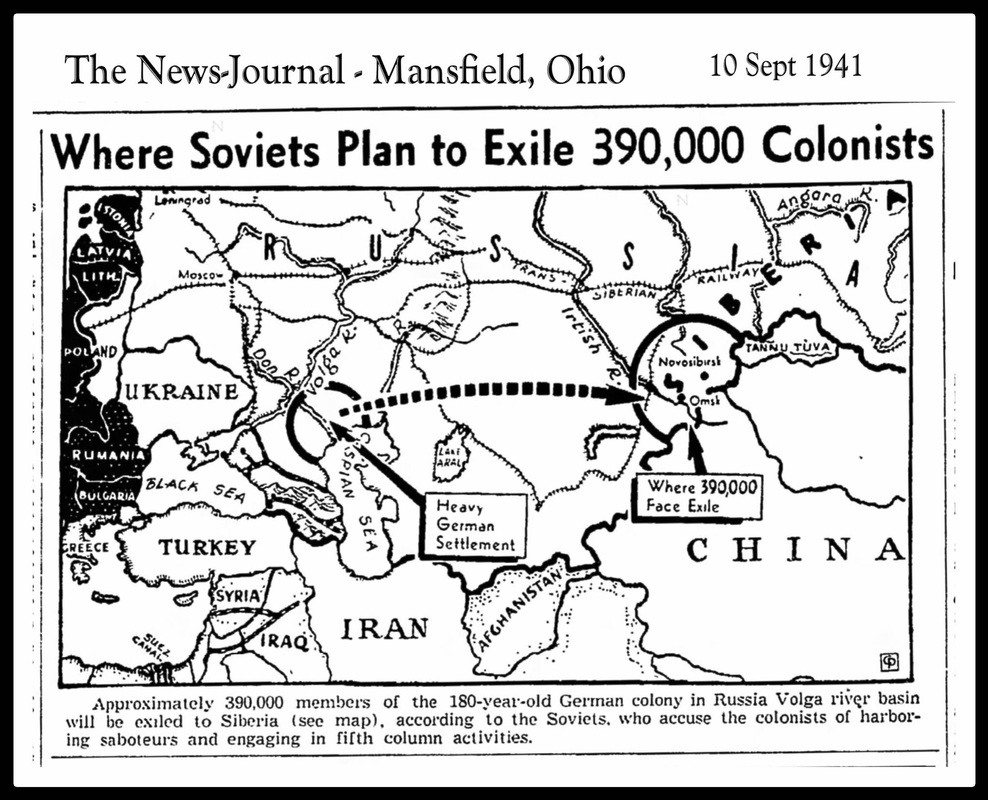 The News-Journal - Mansfield, Ohio
10 Sept 1941
Where Soviets Plan to Exile 390,000 Colonists
Leningrad
ESTONIA
LATVIA
LITH.
Angara R.
R U S S I A
SIBERIA
TRANS
SIBERIAN
RAILWAY
Moscow
POLAND
Don R.
Volga R.
Irtish R.
Novosibirsk
TANNU TUVA
UKRAINE
Omsk
RUMANIA
BULGARIA
BLACK SEA
CASPIAN SEA
LAKE
ARAL
Heavy
German
Settlement
Where 390,000
Face Exile
GREECE
TURKEY
CHINA
SYRIA
IRAQ
IRAN
AFGHANISTAN
SUEZ
CANAL
Approximately 390,000 members of the 180-year-old German colony in Russia Volga river basin
will be exiled to Siberia (see map), according to the Soviets, who accuse the colonists of harbor-
ing saboteurs and engaging in fifth column activities.